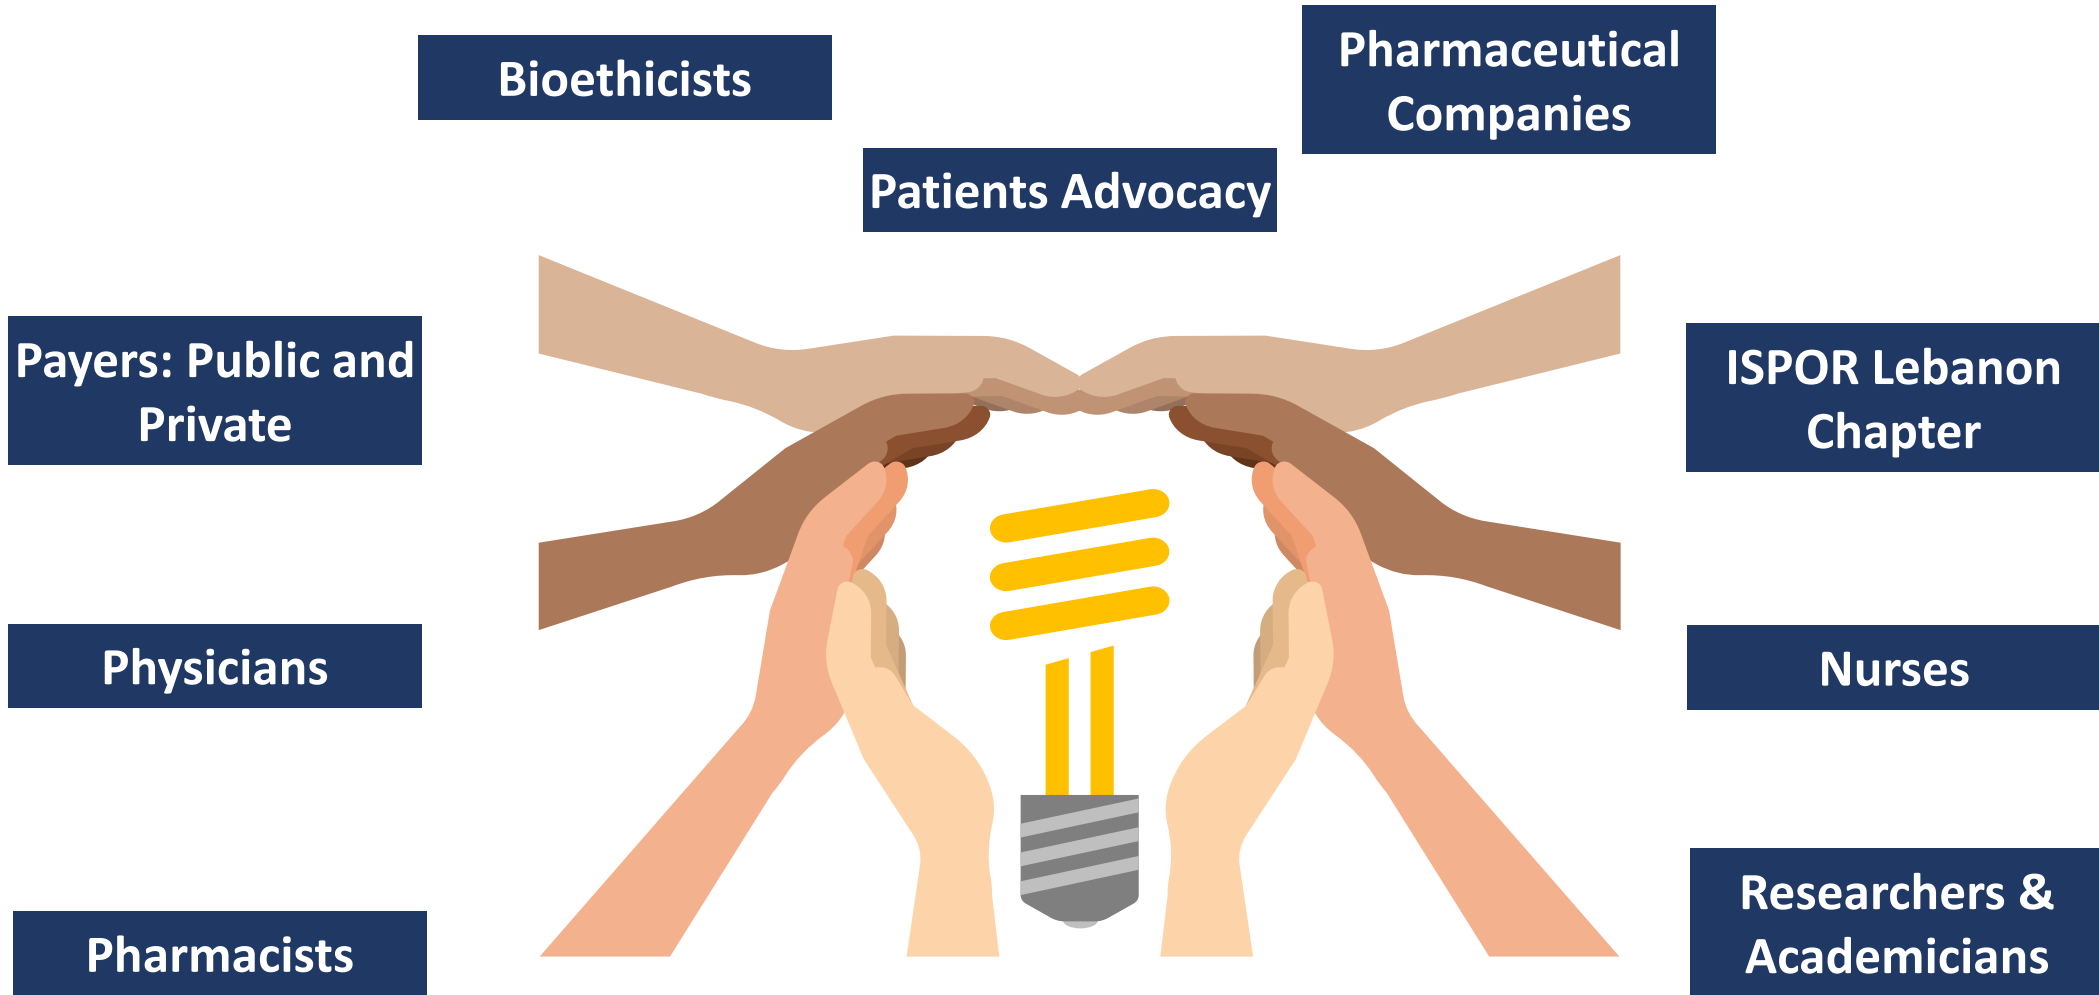 Bioethicists
Pharmaceutical
Companies
Patients Advocacy
Payers: Public and
Private
ISPOR Lebanon
Chapter
Physicians
Nurses
Pharmacists
Researchers &
Academicians